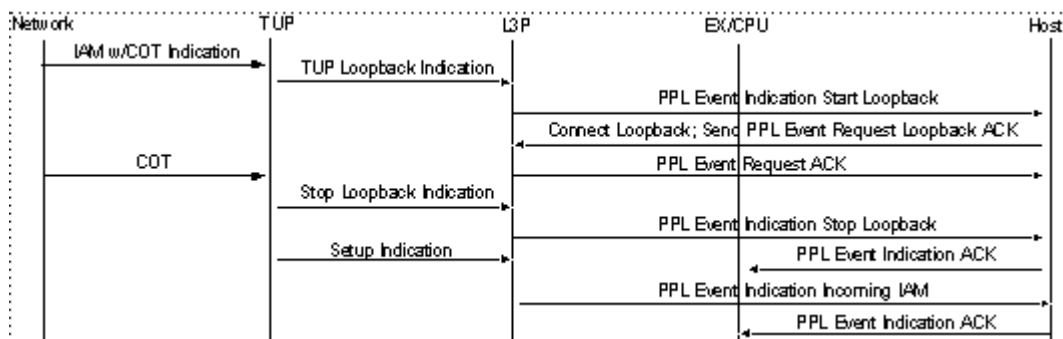 Network TUP L3P EX/CPU Host
IAM w/COT Indication
TUP Loopback Indication
PPL Event Indication Start Loopback
Connect Loopback; Send PPL Event Request Loopback ACK
COT
PPL Event Request ACK
Stop Loopback Indication
PPL Event Indication Stop Loopback
Setup Indication
PPL Event Indication ACK
PPL Event Indication Incoming IAM
PPL Event Indication ACK